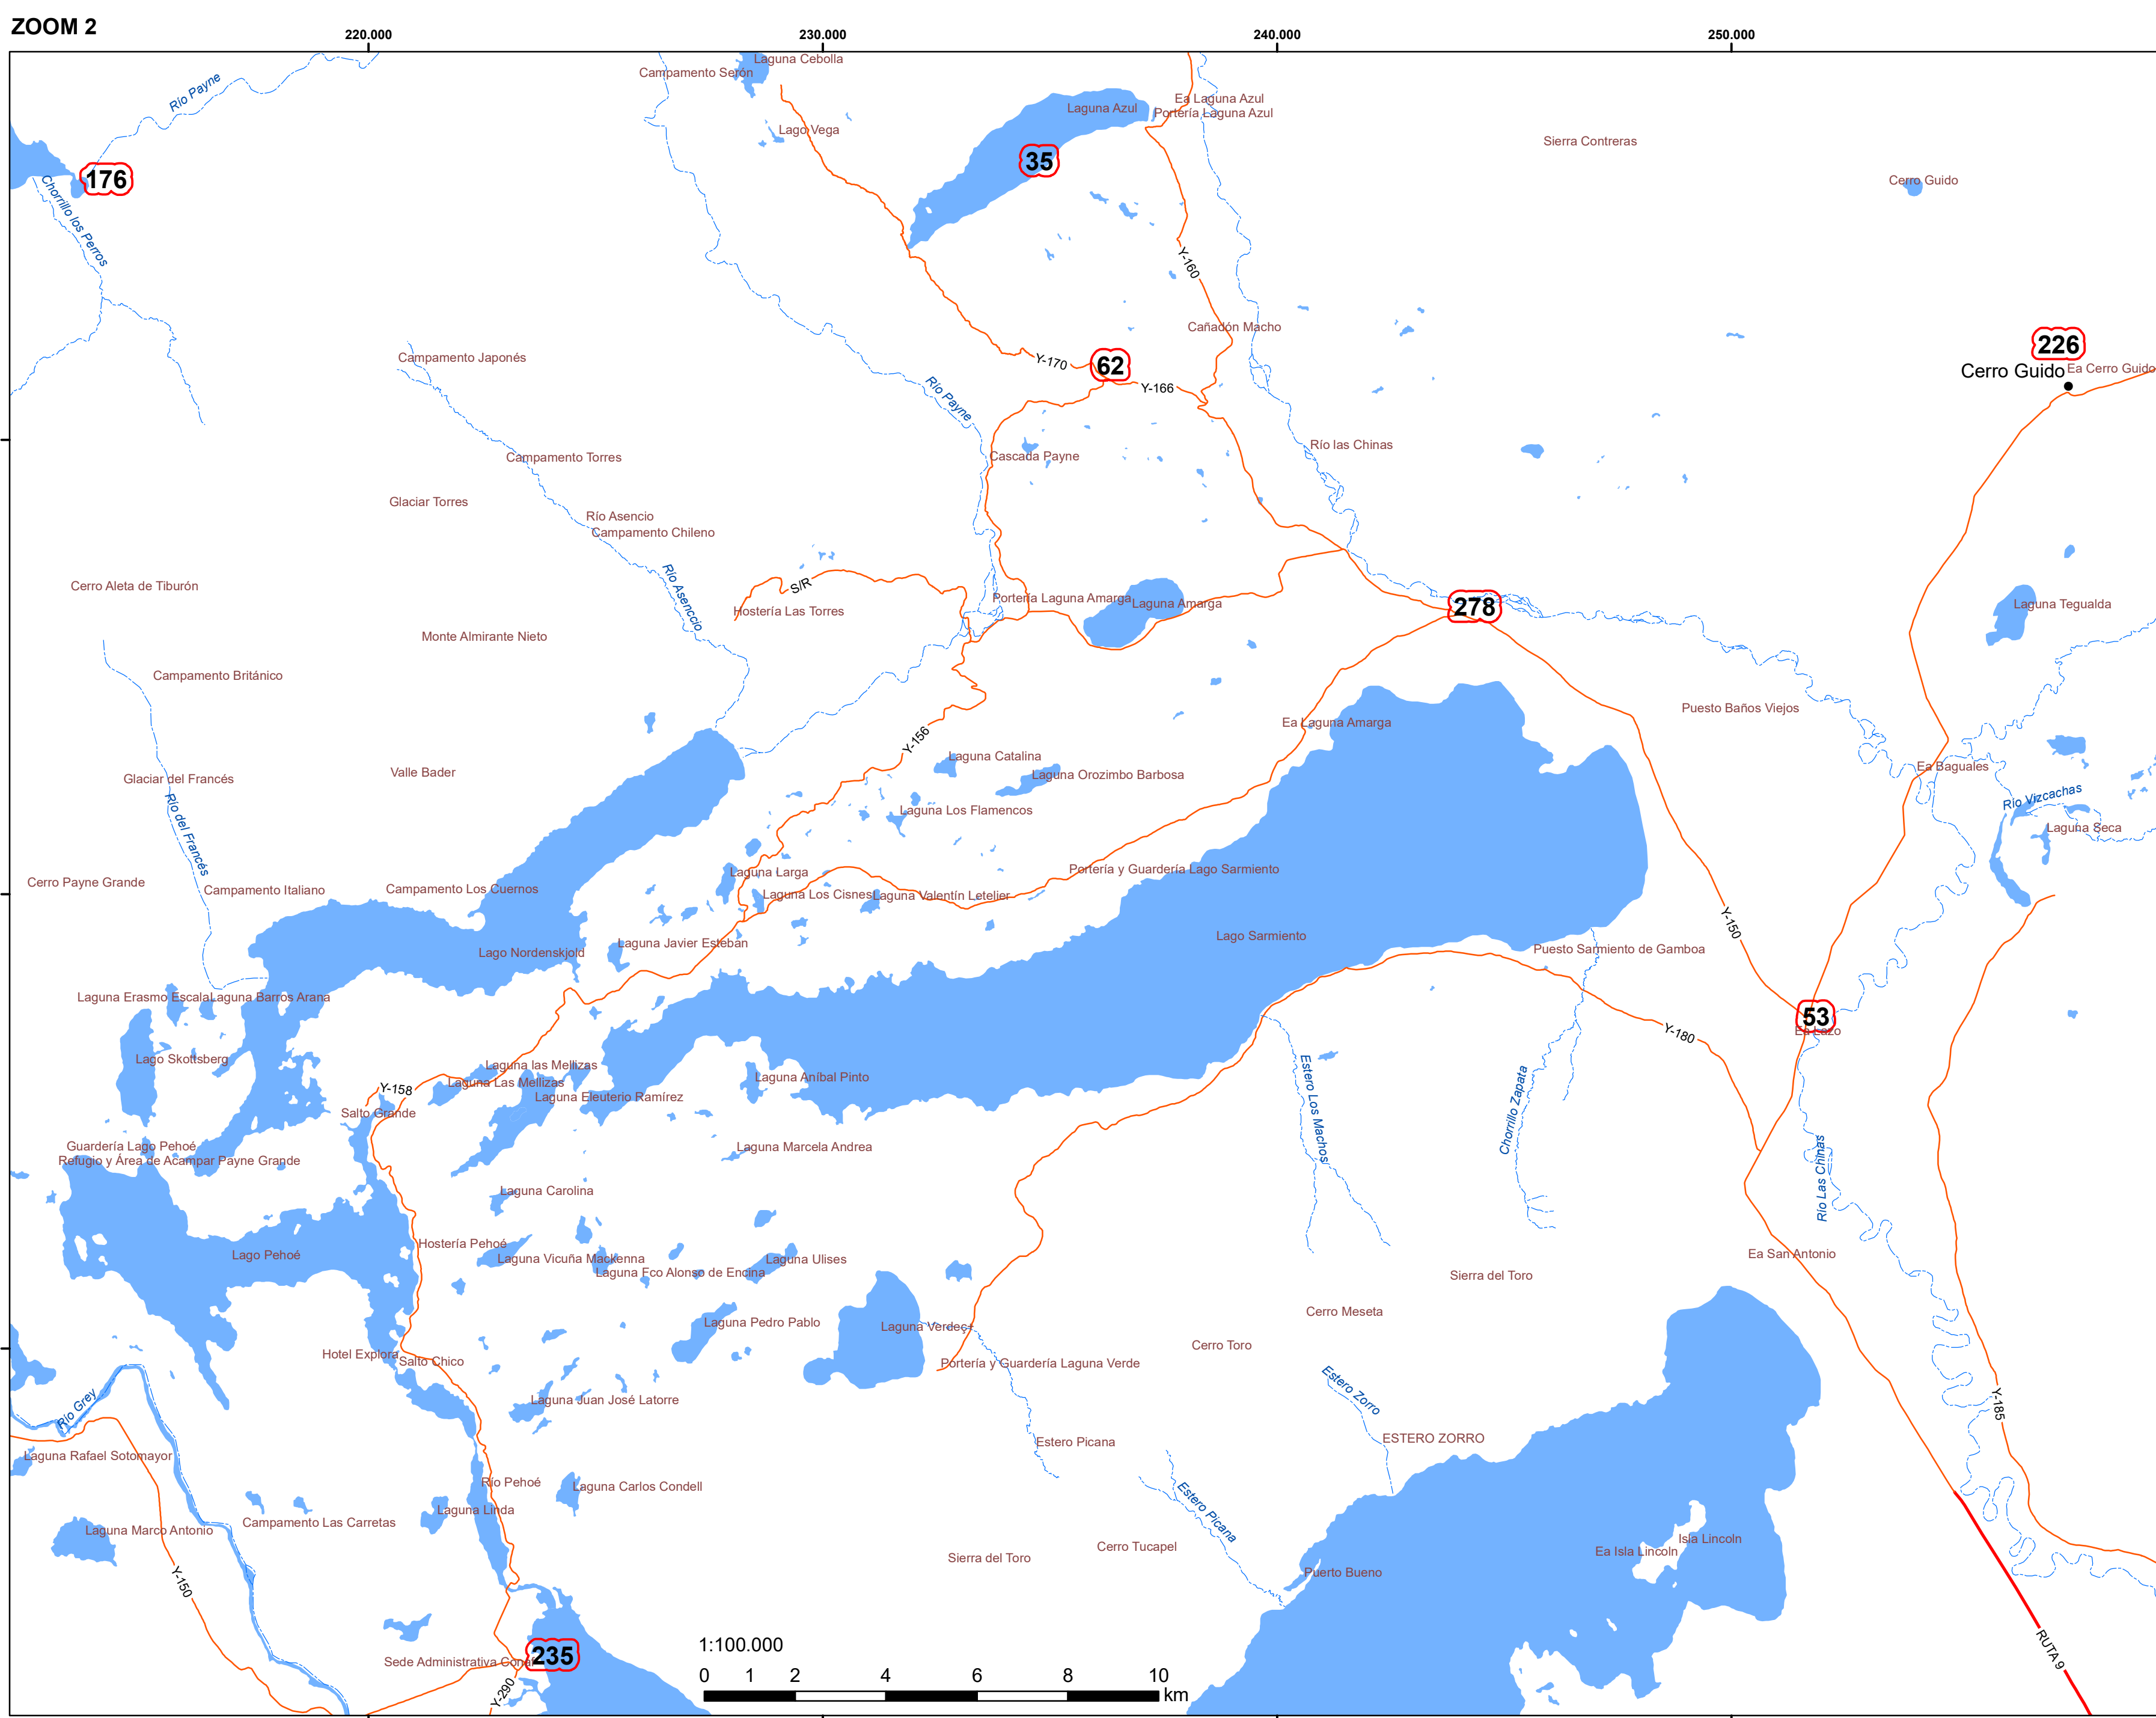 ZOOM 2
220.000
230.000
240.000
250.000
Laguna Cebolla
Campamento Serón
Río Payne
Laguna Azul
Ea Laguna Azul
Portería Laguna Azul
Lago Vega
Sierra Contreras
35
176
Cerro Guido
Chorrillo los Perros
Y-160
Cañadón Macho
226
Campamento Japonés
Y-170
62
Y-166
Cerro Guido
Ea Cerro Guido
Río Payne
Río las Chinas
Campamento Torres
Cascada Payne
Glaciar Torres
Río Asencio
Campamento Chileno
Cerro Aleta de Tiburón
Río Asencio
S/R
Hostería Las Torres
Portería Laguna Amarga
Laguna Amarga
278
Laguna Tegualda
Monte Almirante Nieto
Campamento Británico
Puesto Baños Viejos
Ea Laguna Amarga
Y-156
Laguna Catalina
Ea Baguales
Glaciar del Francés
Valle Bader
Laguna Orozimbo Barbosa
Río Vizcachas
Río del Francés
Laguna Los Flamencos
Laguna Seca
Laguna Larga
Portería y Guardería Lago Sarmiento
Cerro Payne Grande
Campamento Italiano
Campamento Los Cuernos
Laguna Los Cisnes
Laguna Valentín Letelier
Y-150
Lago Sarmiento
Laguna Javier Esteban
Lago Nordenskjold
Puesto Sarmiento de Gamboa
Laguna Erasmo Escala
Laguna Barros Arana
53
Ea Lazo
Y-180
Lago Skottsberg
Laguna las Mellizas
Laguna Las Mellizas
Laguna Aníbal Pinto
Y-158
Laguna Eleuterio Ramírez
Estero Los Machos
Chorrillo Zapata
Salto Grande
Guardería Lago Pehoé
Laguna Marcela Andrea
Refugio y Área de Acampar Payne Grande
Río Las Chinas
Laguna Carolina
Hostería Pehoé
Lago Pehoé
Laguna Vicuña Mackenna
Laguna Ulises
Ea San Antonio
Laguna Fco Alonso de Encina
Sierra del Toro
Cerro Meseta
Laguna Pedro Pablo
Laguna Verdeç+
Cerro Toro
Hotel Explora
Salto Chico
Portería y Guardería Laguna Verde
Estero Zorro
Río Grey
Laguna Juan José Latorre
Y-185
Estero Picana
ESTERO ZORRO
Laguna Rafael Sotomayor
Río Pehoé
Laguna Carlos Condell
Laguna Linda
Estero Picana
Campamento Las Carretas
Laguna Marco Antonio
Isla Lincoln
Cerro Tucapel
Ea Isla Lincoln
Sierra del Toro
Puerto Bueno
Y-150
1:100.000
RUTA 9
235
Sede Administrativa Conaf
0 1 2 4 6 8 10
km
Y-290